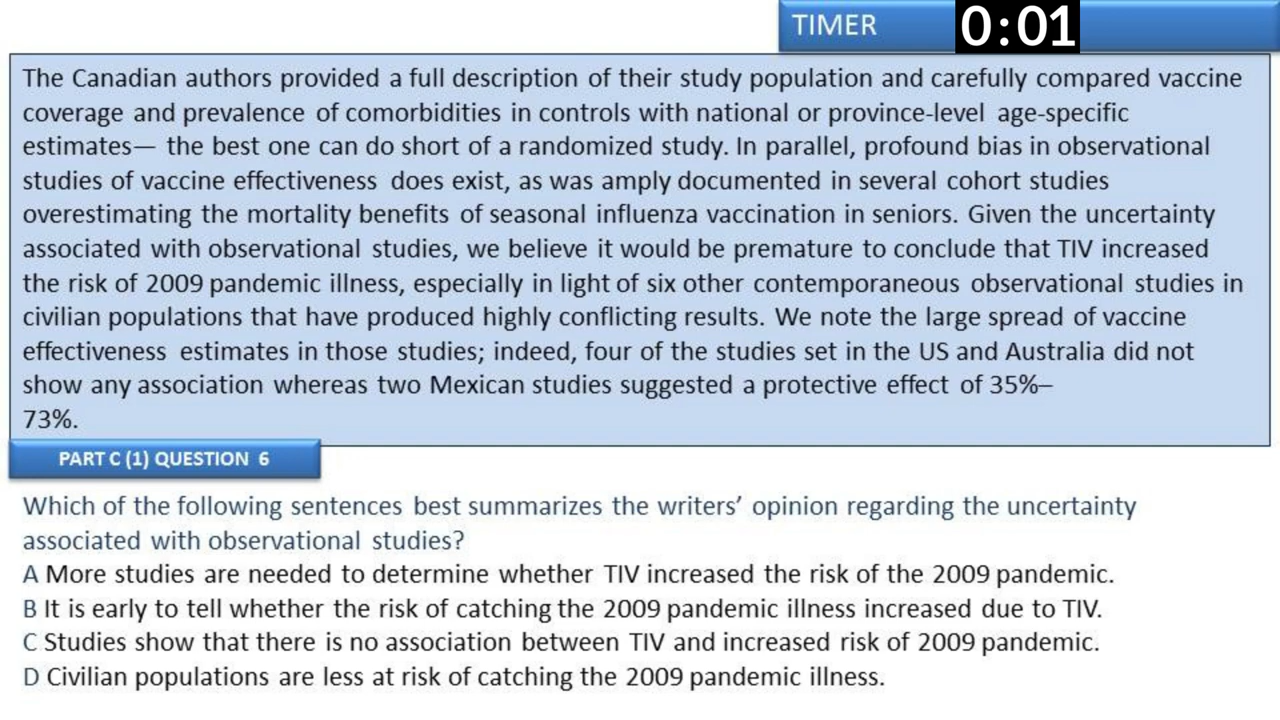 TIMER 0:01
The Canadian authors provided a full description of their study population and carefully compared vaccine
coverage and prevalence of comorbidities in controls with national or province-level age-specific
estimates— the best one can do short of a randomized study. In parallel, profound bias in observational
studies of vaccine effectiveness does exist, as was amply documented in several cohort studies
overestimating the mortality benefits of seasonal influenza vaccination in seniors. Given the uncertainty
associated with observational studies, we believe it would be premature to conclude that TIV increased
the risk of 2009 pandemic illness, especially in light of six other contemporaneous observational studies in
civilian populations that have produced highly conflicting results. We note the large spread of vaccine
effectiveness estimates in those studies; indeed, four of the studies set in the US and Australia did not
show any association whereas two Mexican studies suggested a protective effect of 35%–
73%.
PART C (1) QUESTION 6
Which of the following sentences best summarizes the writers’ opinion regarding the uncertainty
associated with observational studies?
A More studies are needed to determine whether TIV increased the risk of the 2009 pandemic.
B It is early to tell whether the risk of catching the 2009 pandemic illness increased due to TIV.
C Studies show that there is no association between TIV and increased risk of 2009 pandemic.
D Civilian populations are less at risk of catching the 2009 pandemic illness.